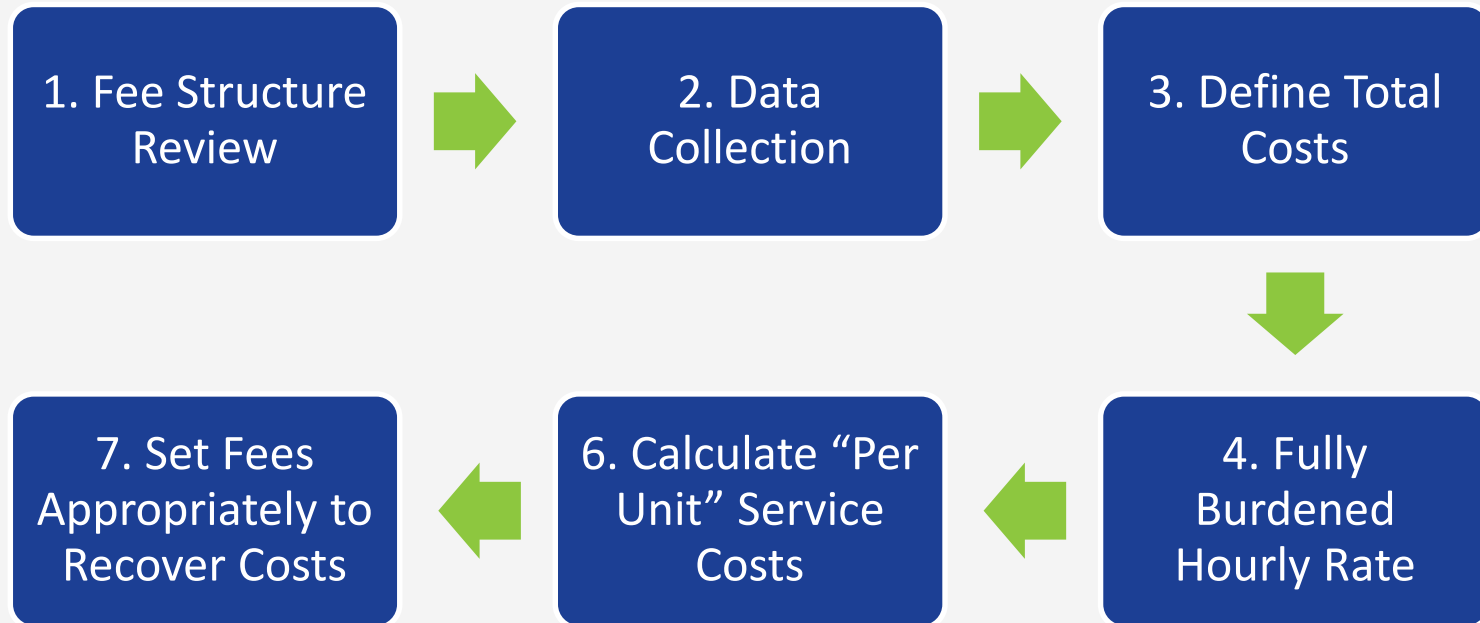 1. Fee Structure
Review
2. Data
Collection
3. Define Total
Costs
4. Fully
Burdened
Hourly Rate
6. Calculate “Per
Unit” Service
Costs
7. Set Fees
Appropriately to
Recover Costs